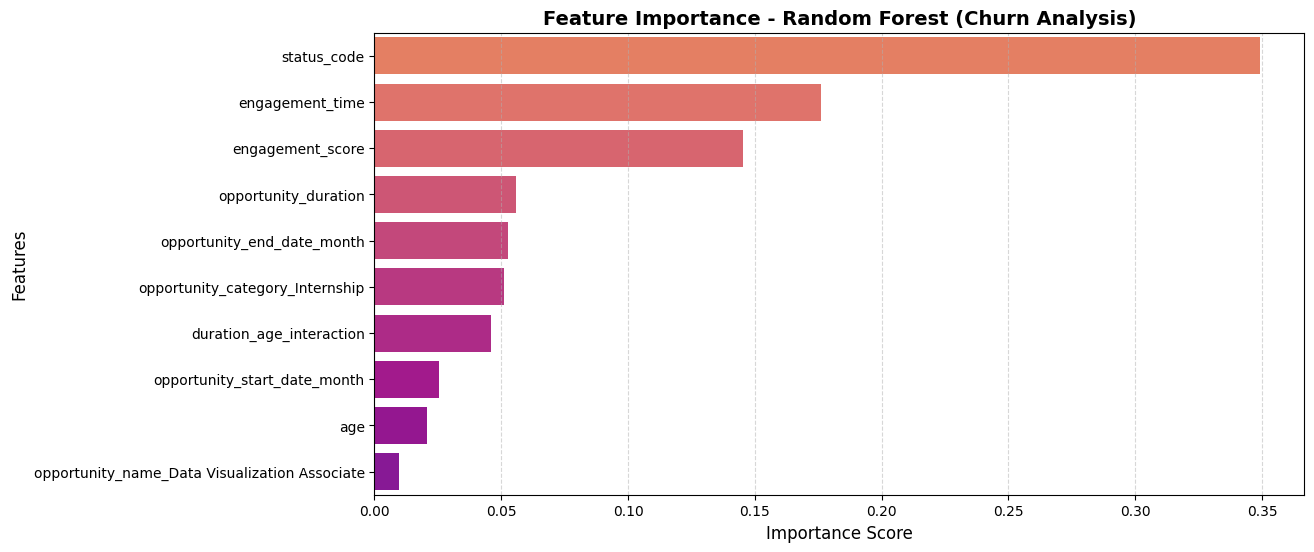 Feature Importance - Random Forest (Churn Analysis)
status_code
engagement_time
engagement_score
opportunity_duration
opportunity_end_date_month
opportunity_category_Internship
duration_age_interaction
opportunity_start_date_month
age
opportunity_name_Data Visualization Associate
Features
0.00 0.05 0.10 0.15 0.20 0.25 0.30 0.35
Importance Score